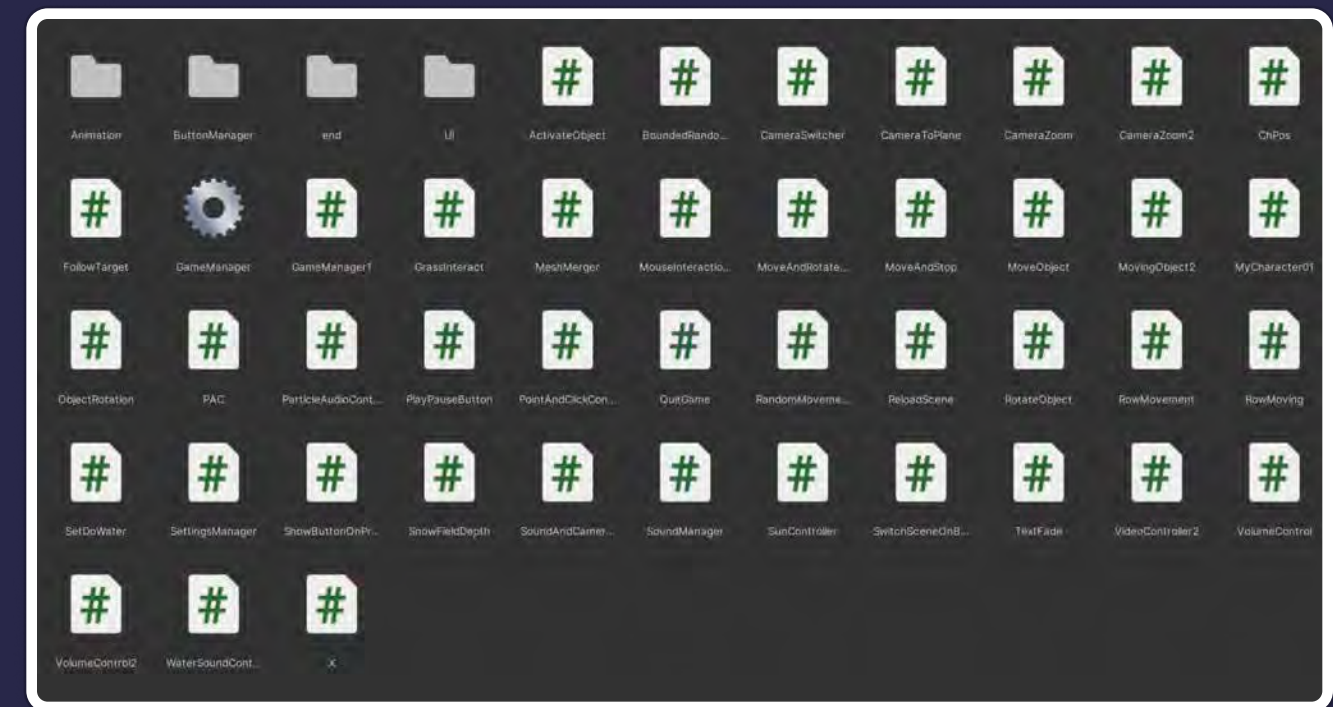 Animation ButtonManager end UI ActivateObject BoundedRando... CameraSwitcher CameraToPlane CameraZoom CameraZoom2 ChPos
FollowTarget GameManager GameManager1 GrassInteract MeshMerger MouseInteractio... MoveAndRotate... MoveAndStop MoveObject MovingObject2 MyCharacter01
ObjectRotation PAC ParticleAudioCont... PlayPauseButton PointAndClickCon... QuitGame RandomMoveme... ReloadScene RotateObject RowMovement RowMoving
SetDoWater SettingsManager ShowButtonOnPr... SnowFieldDepth SoundAndCamer... SoundManager SunController SwitchSceneOnB... TextFade VideoController2 VolumeControl
VolumeControl2 WaterSoundCont... X